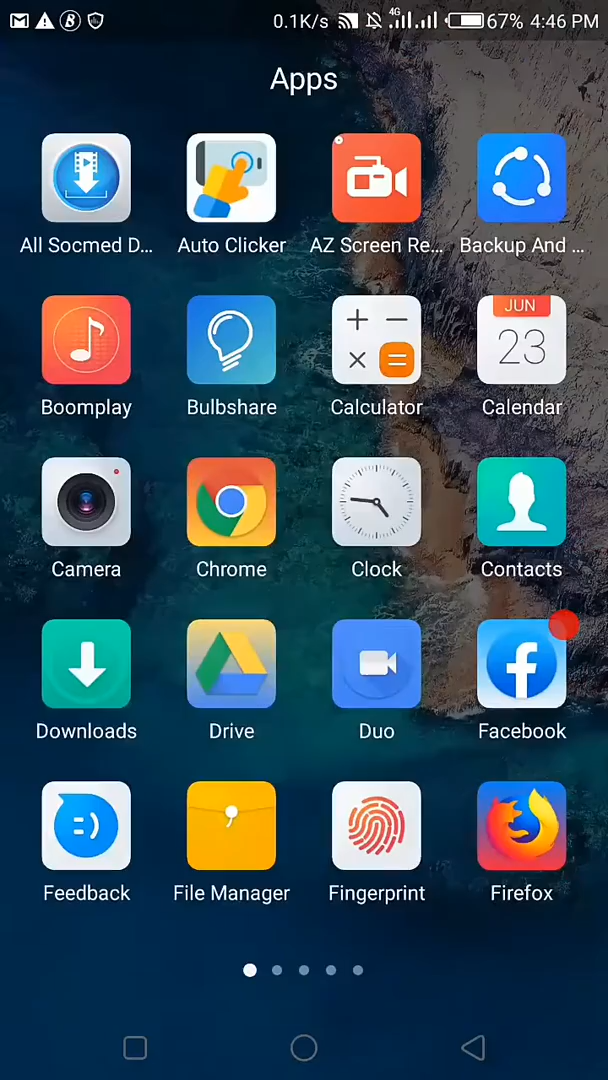 0.1K/s 4G 67% 4:46 PM
Apps
All Socmed D... Auto Clicker AZ Screen Re... Backup And ...
JUN
23
Boomplay Bulbshare Calculator Calendar
Camera Chrome Clock Contacts
Downloads Drive Duo Facebook
Feedback File Manager Fingerprint Firefox